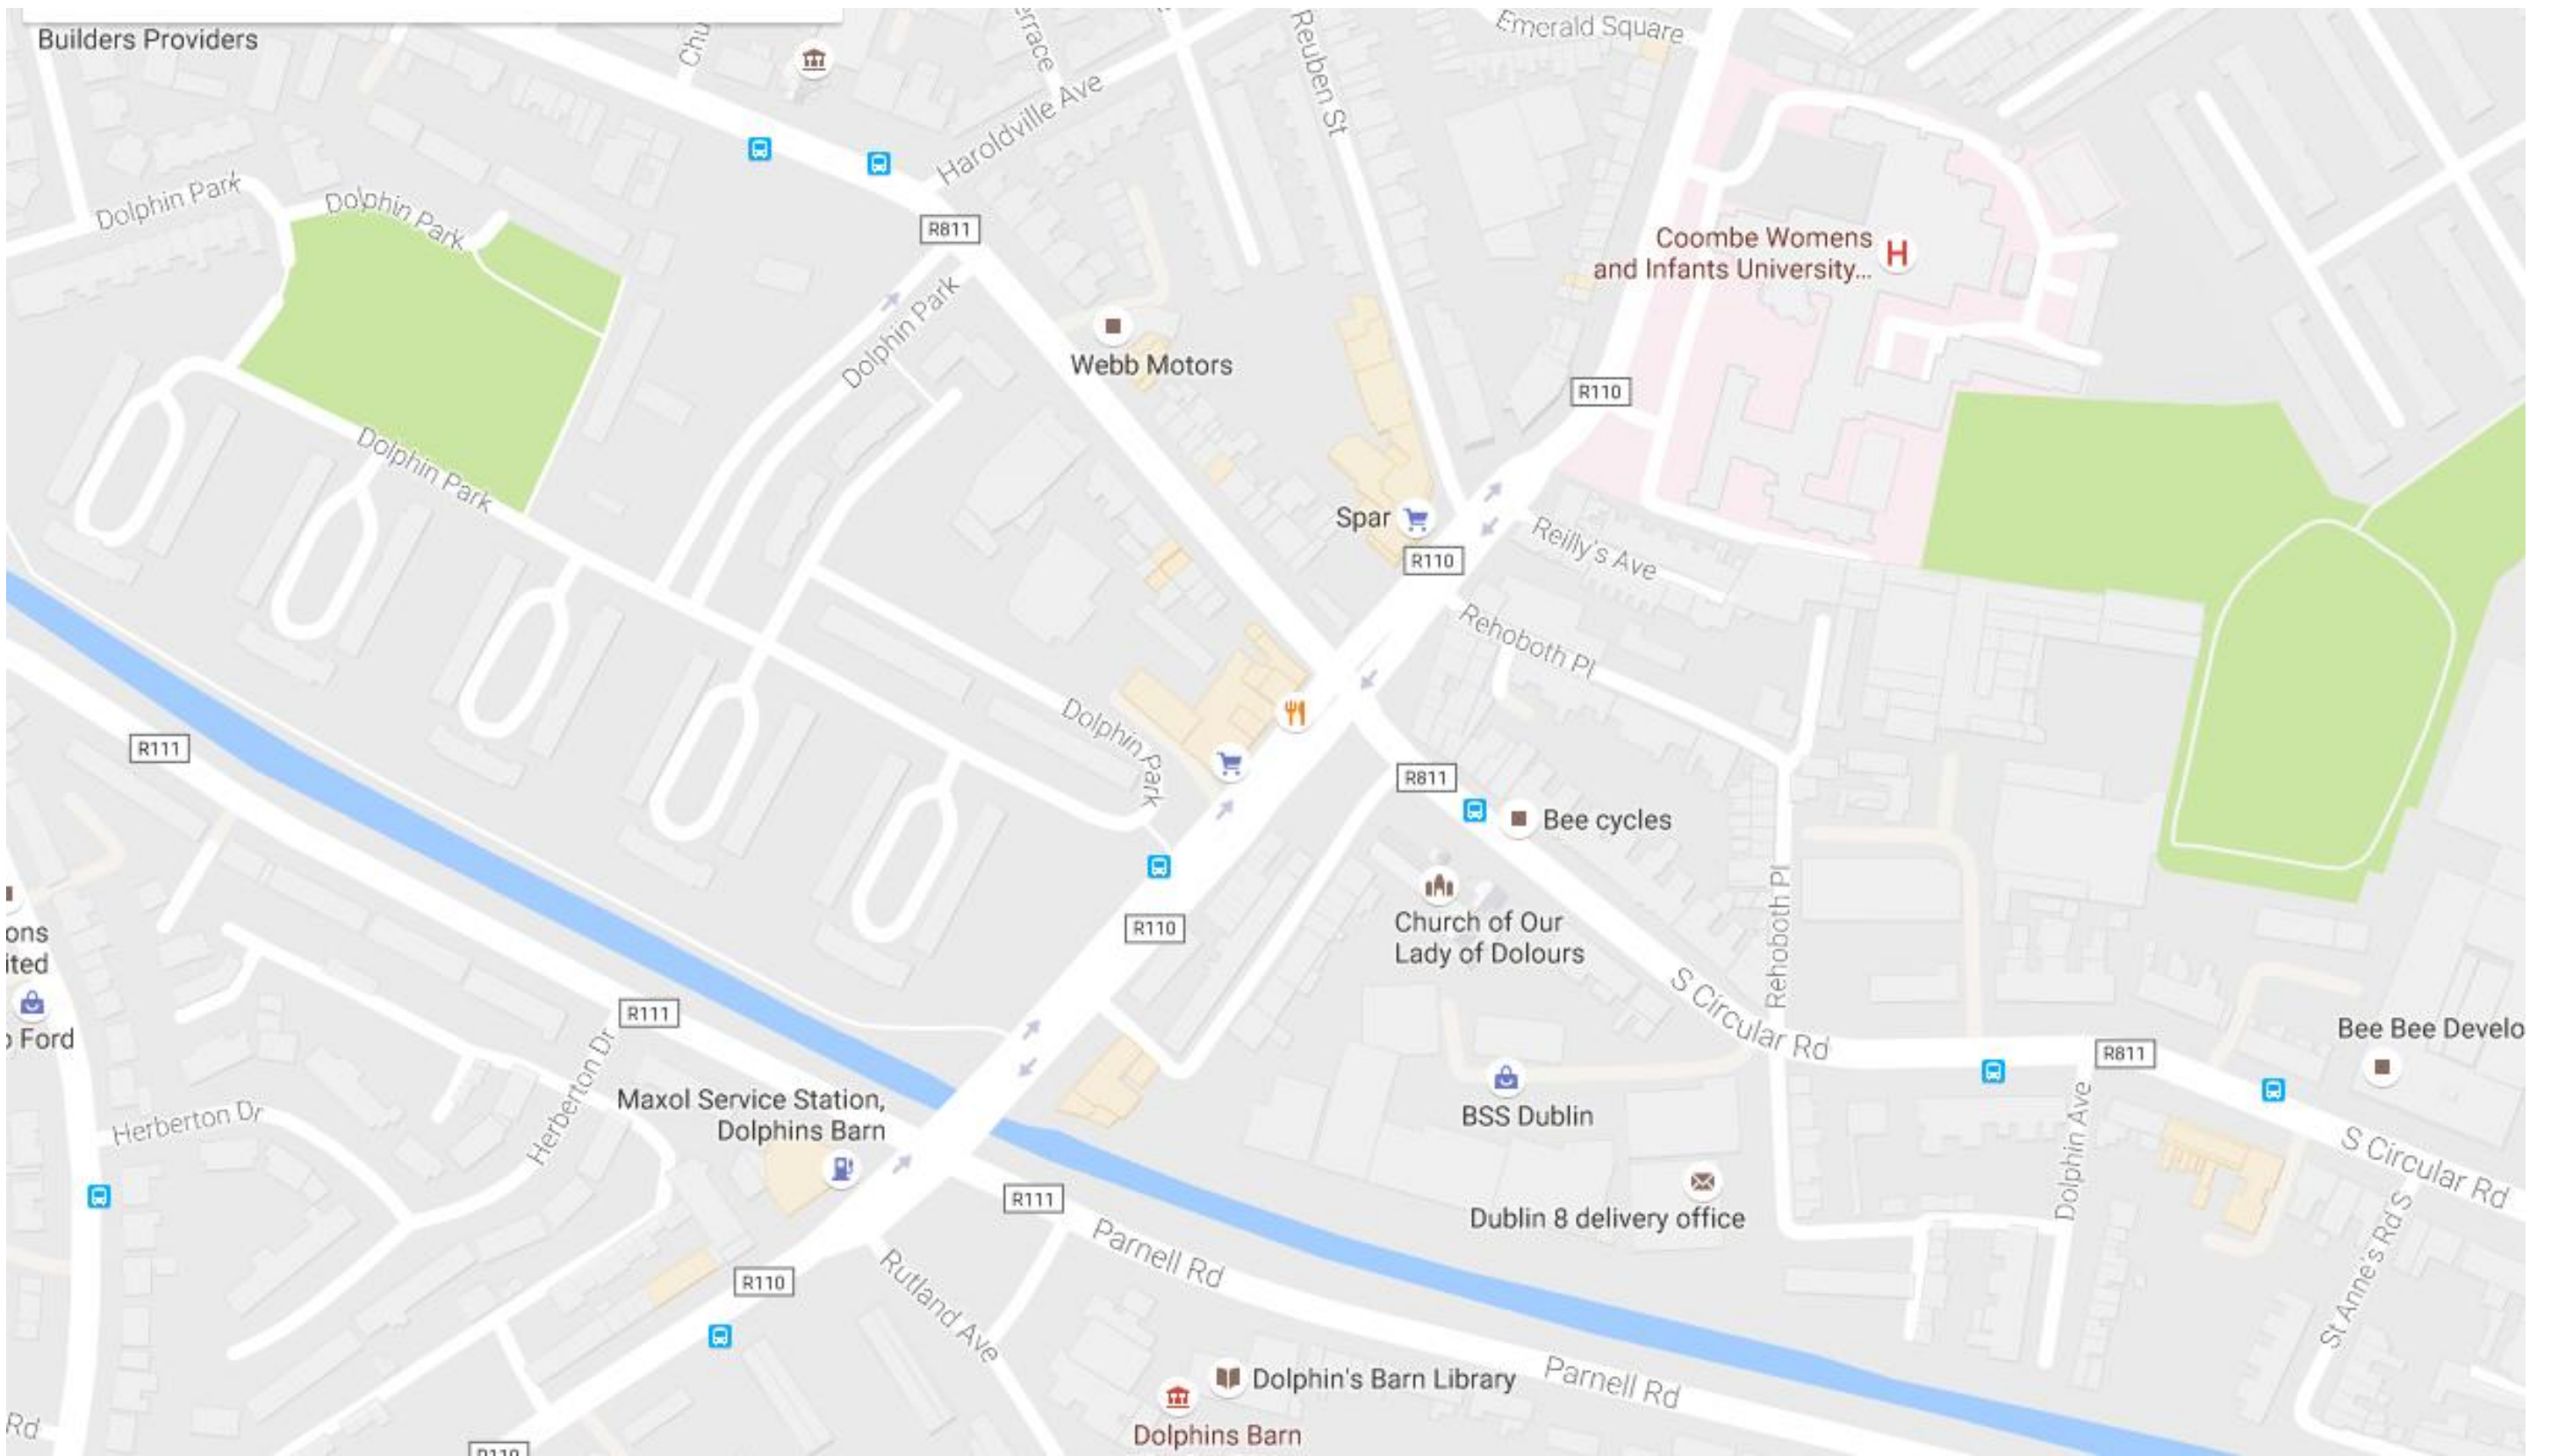 Builders Providers
Emerald Square
Reuben St
Haroldville Ave
Dolphin Park
Dolphin Park
R811
Coombe Womens
and Infants University...
H
Dolphin Park
Webb Motors
R110
Dolphin Park
Spar
R110
Reilly's Ave
Rehoboth Pl
Dolphin Park
R111
R811
Bee cycles
Rehoboth Pl
Church of Our
Lady of Dolours
R110
ons
ited
Ford
R111
S Circular Rd
Bee Bee Develo
R811
Herberton Dr
Herberton Dr
Maxol Service Station,
Dolphins Barn
BSS Dublin
Dolphin Ave
S Circular Rd
R111
Dublin 8 delivery office
Parnell Rd
R110
Rutland Ave
St Anne's Rd S
Dolphin's Barn Library
Parnell Rd
Rd
Dolphins Barn